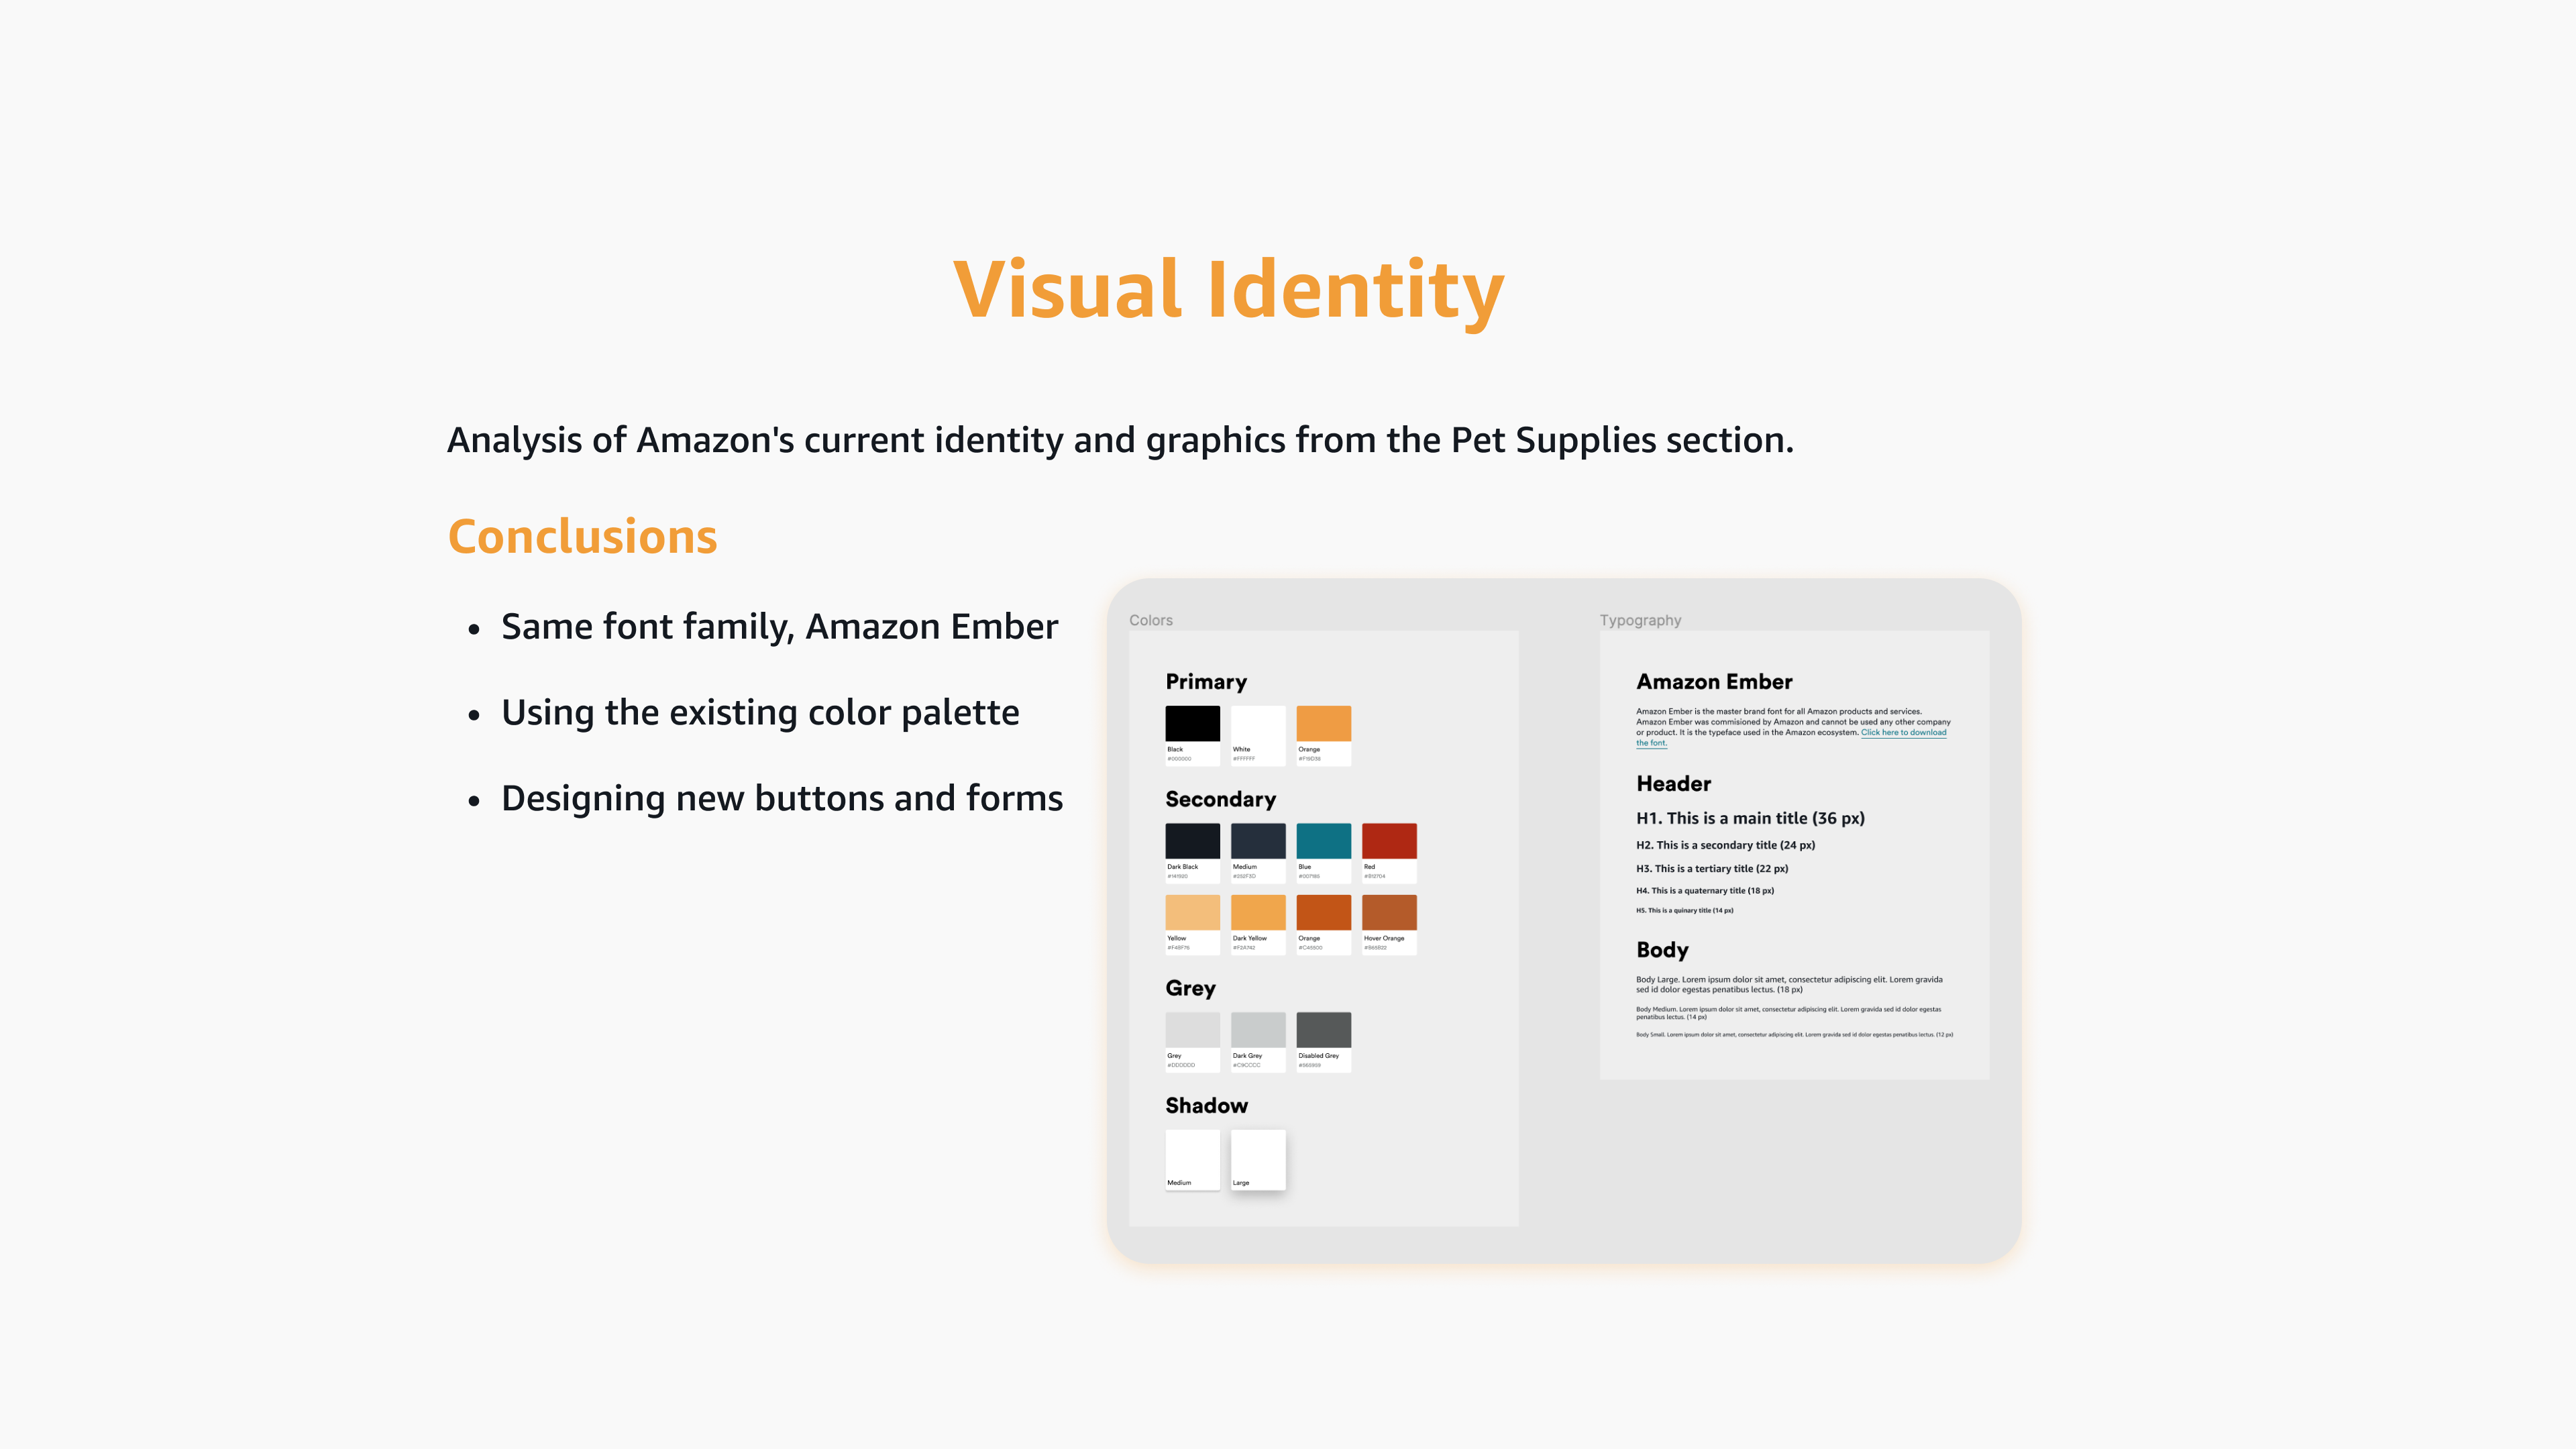 Visual Identity
Analysis of Amazon's current identity and graphics from the Pet Supplies section.
Conclusions
• Same font family, Amazon Ember
• Using the existing color palette
• Designing new buttons and forms
Colors
Primary
Black
#000000
White
#FFFFFF
Orange
Secondary
Dark Black
Medium
#232F3D
Blue
Red
#B12704
Yellow
Dark Yellow
#F2A742
Orange
Hover Orange
Grey
Grey
#DDDDDD
Dark Grey
#C9CCCC
Disabled Grey
Shadow
Medium
Large
Typography
Amazon Ember
Amazon Ember is the master brand font for all Amazon products and services.
Amazon Ember was commisioned by Amazon and cannot be used any other company
or product. It is the typeface used in the Amazon ecosystem. Click here to download
the font.
Header
H1. This is a main title (36 px)
H2. This is a secondary title (24 px)
H3. This is a tertiary title (22 px)
H4. This is a quaternary title (18 px)
H5. This is a quinary title (14 px)
Body
Body Large. Lorem ipsum dolor sit amet, consectetur adipiscing elit. Lorem gravida
sed id dolor egestas penatibus lectus. (18 px)
Body Medium. Lorem ipsum dolor sit amet, consectetur adipiscing elit. Lorem gravida sed id dolor egestas
penatibus lectus. (14 px)
Body Small. Lorem ipsum dolor sit amet, consectetur adipiscing elit. Lorem gravida sed id dolor egestas penatibus lectus. (12 px)